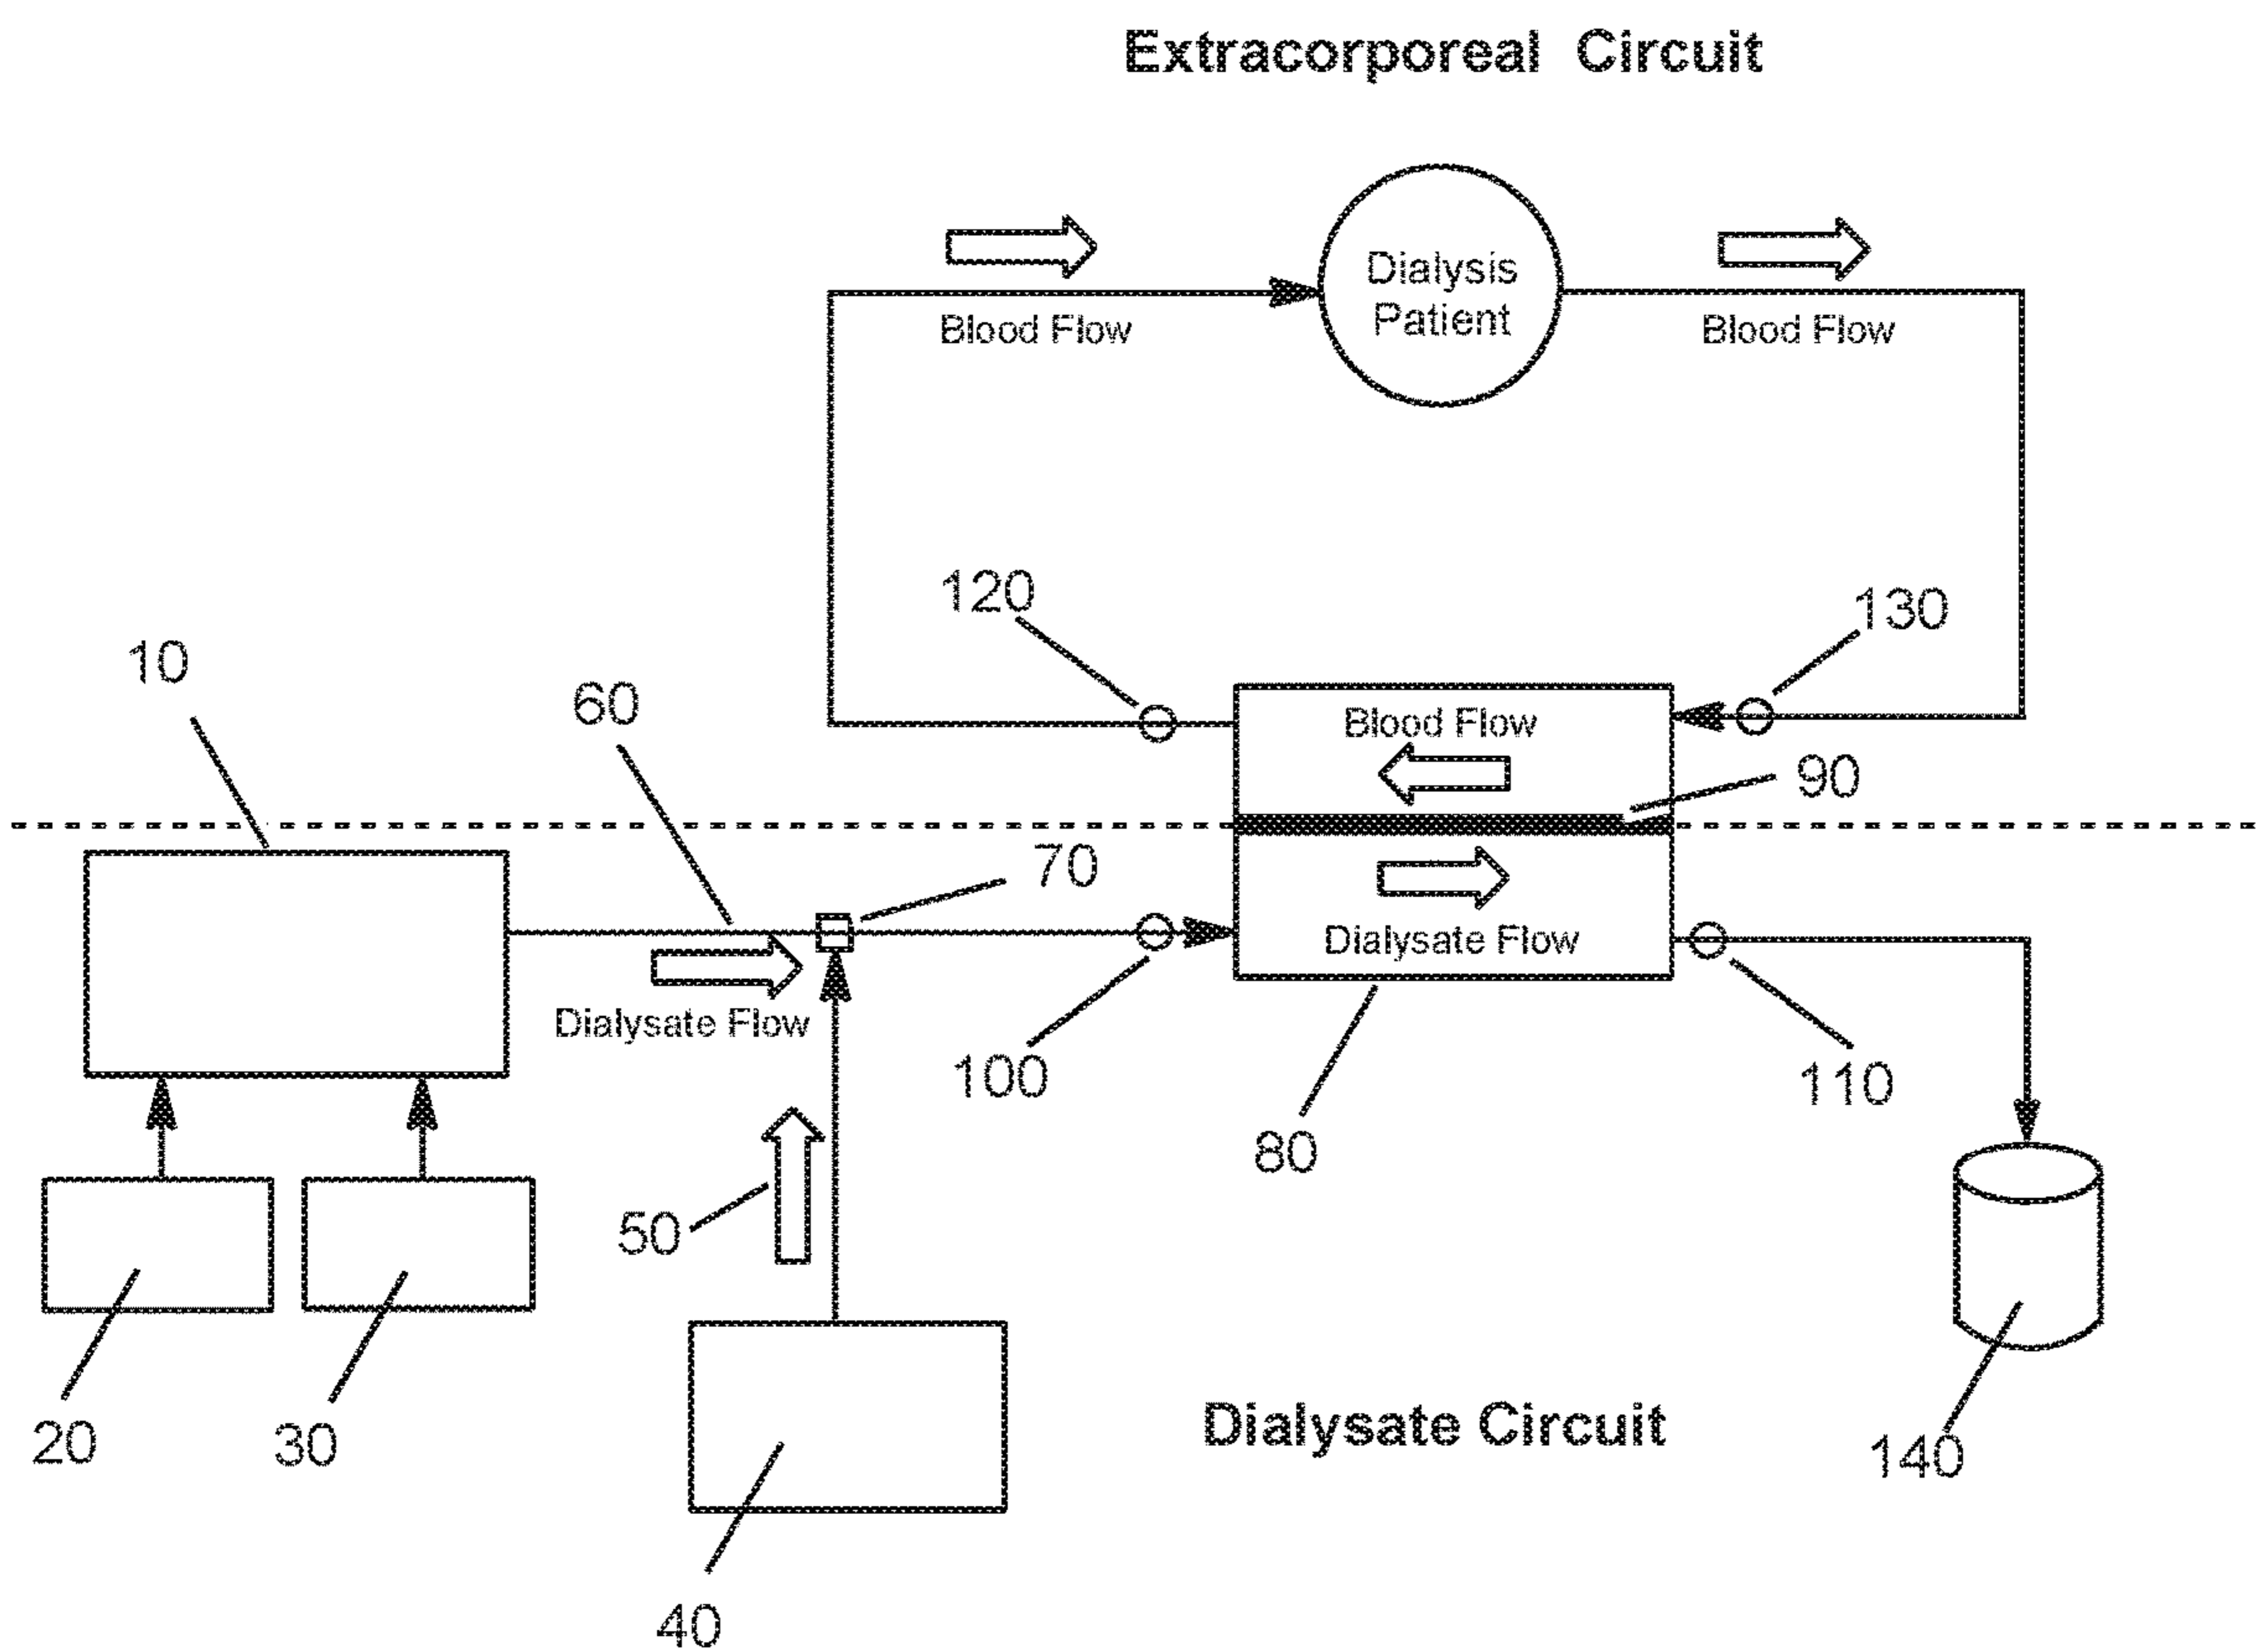 Extracorporeal Circuit
Dialysis
Patient
Blood Flow
Blood Flow
120
130
10
60
Blood Flow
90
70
Dialysate Flow
Dialysate Flow
100
110
80
50
20
30
Dialysate Circuit
140
40